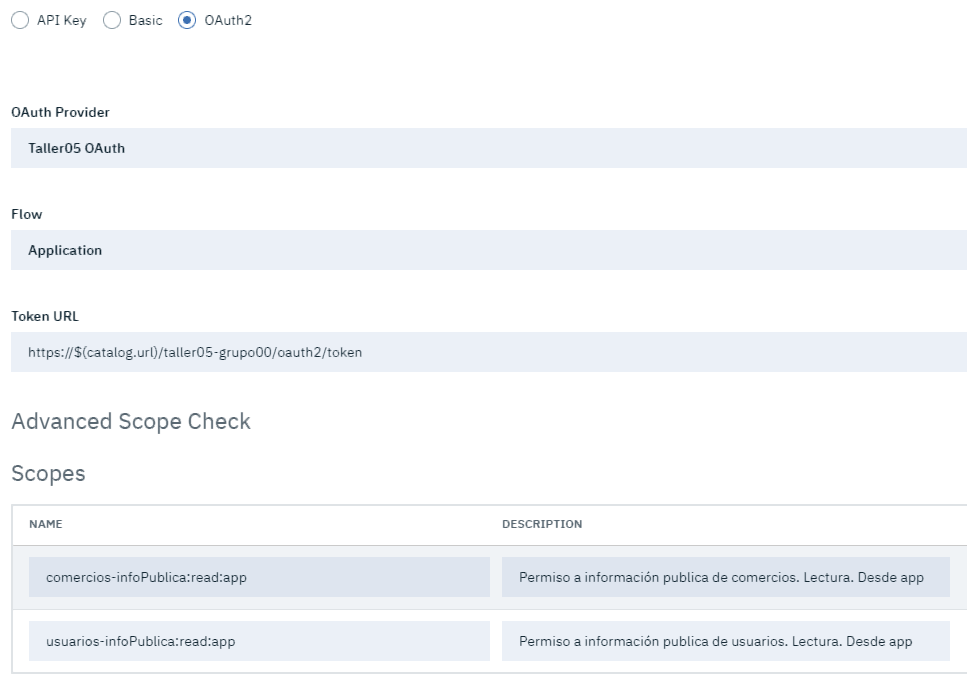 API Key Basic OAuth2
OAuth Provider
Taller05 OAuth
Flow
Application
Token URL
https://$(catalog.url)/taller05-grupo00/oauth2/token
Advanced Scope Check
Scopes
NAME DESCRIPTION
comercios-infoPublica:read:app Permiso a información publica de comercios. Lectura. Desde app
usuarios-infoPublica:read:app Permiso a información publica de usuarios. Lectura. Desde app